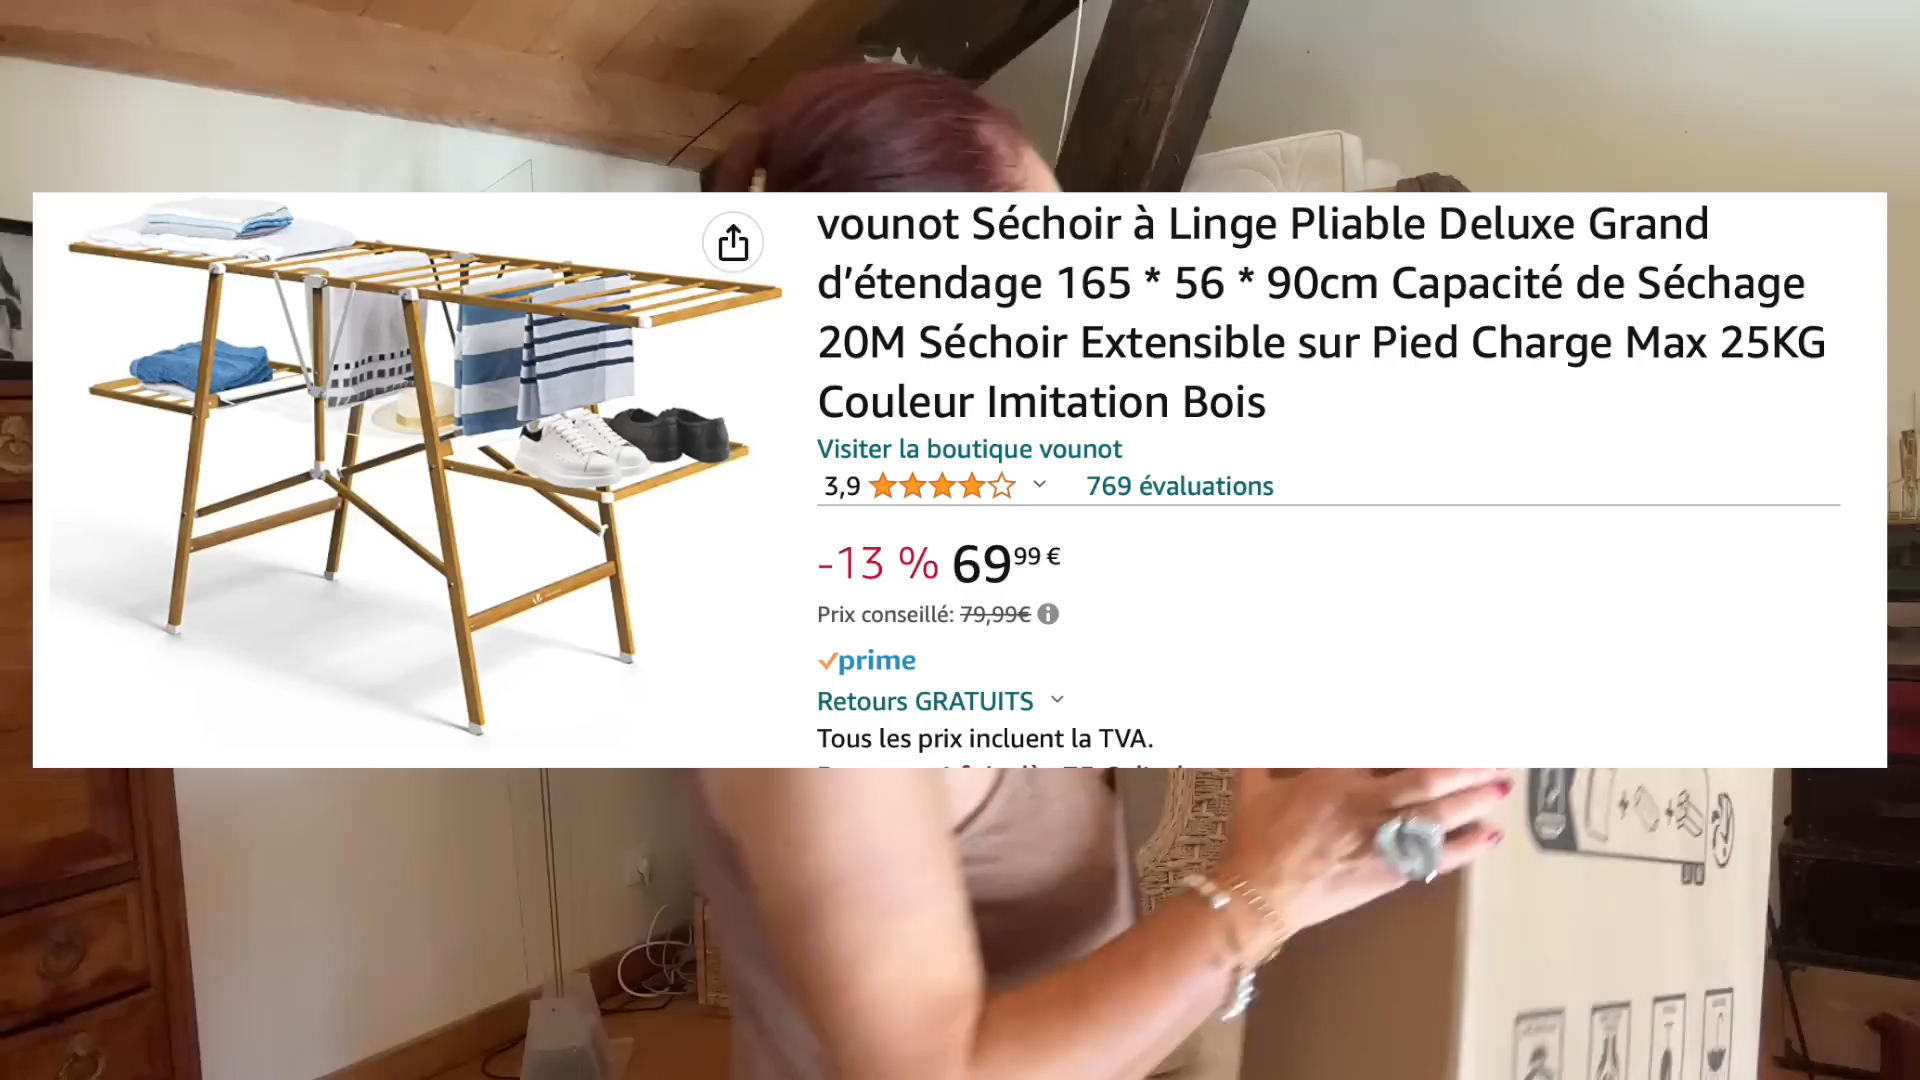 vounot Séchoir à Linge Pliable Deluxe Grand
d’étendage 165 * 56 * 90cm Capacité de Séchage
20M Séchoir Extensible sur Pied Charge Max 25KG
Couleur Imitation Bois
Visiter la boutique vounot
3,9 769 évaluations
-13 % 69,99 €
Prix conseillé: 79,99€
prime
Retours GRATUITS
Tous les prix incluent la TVA.